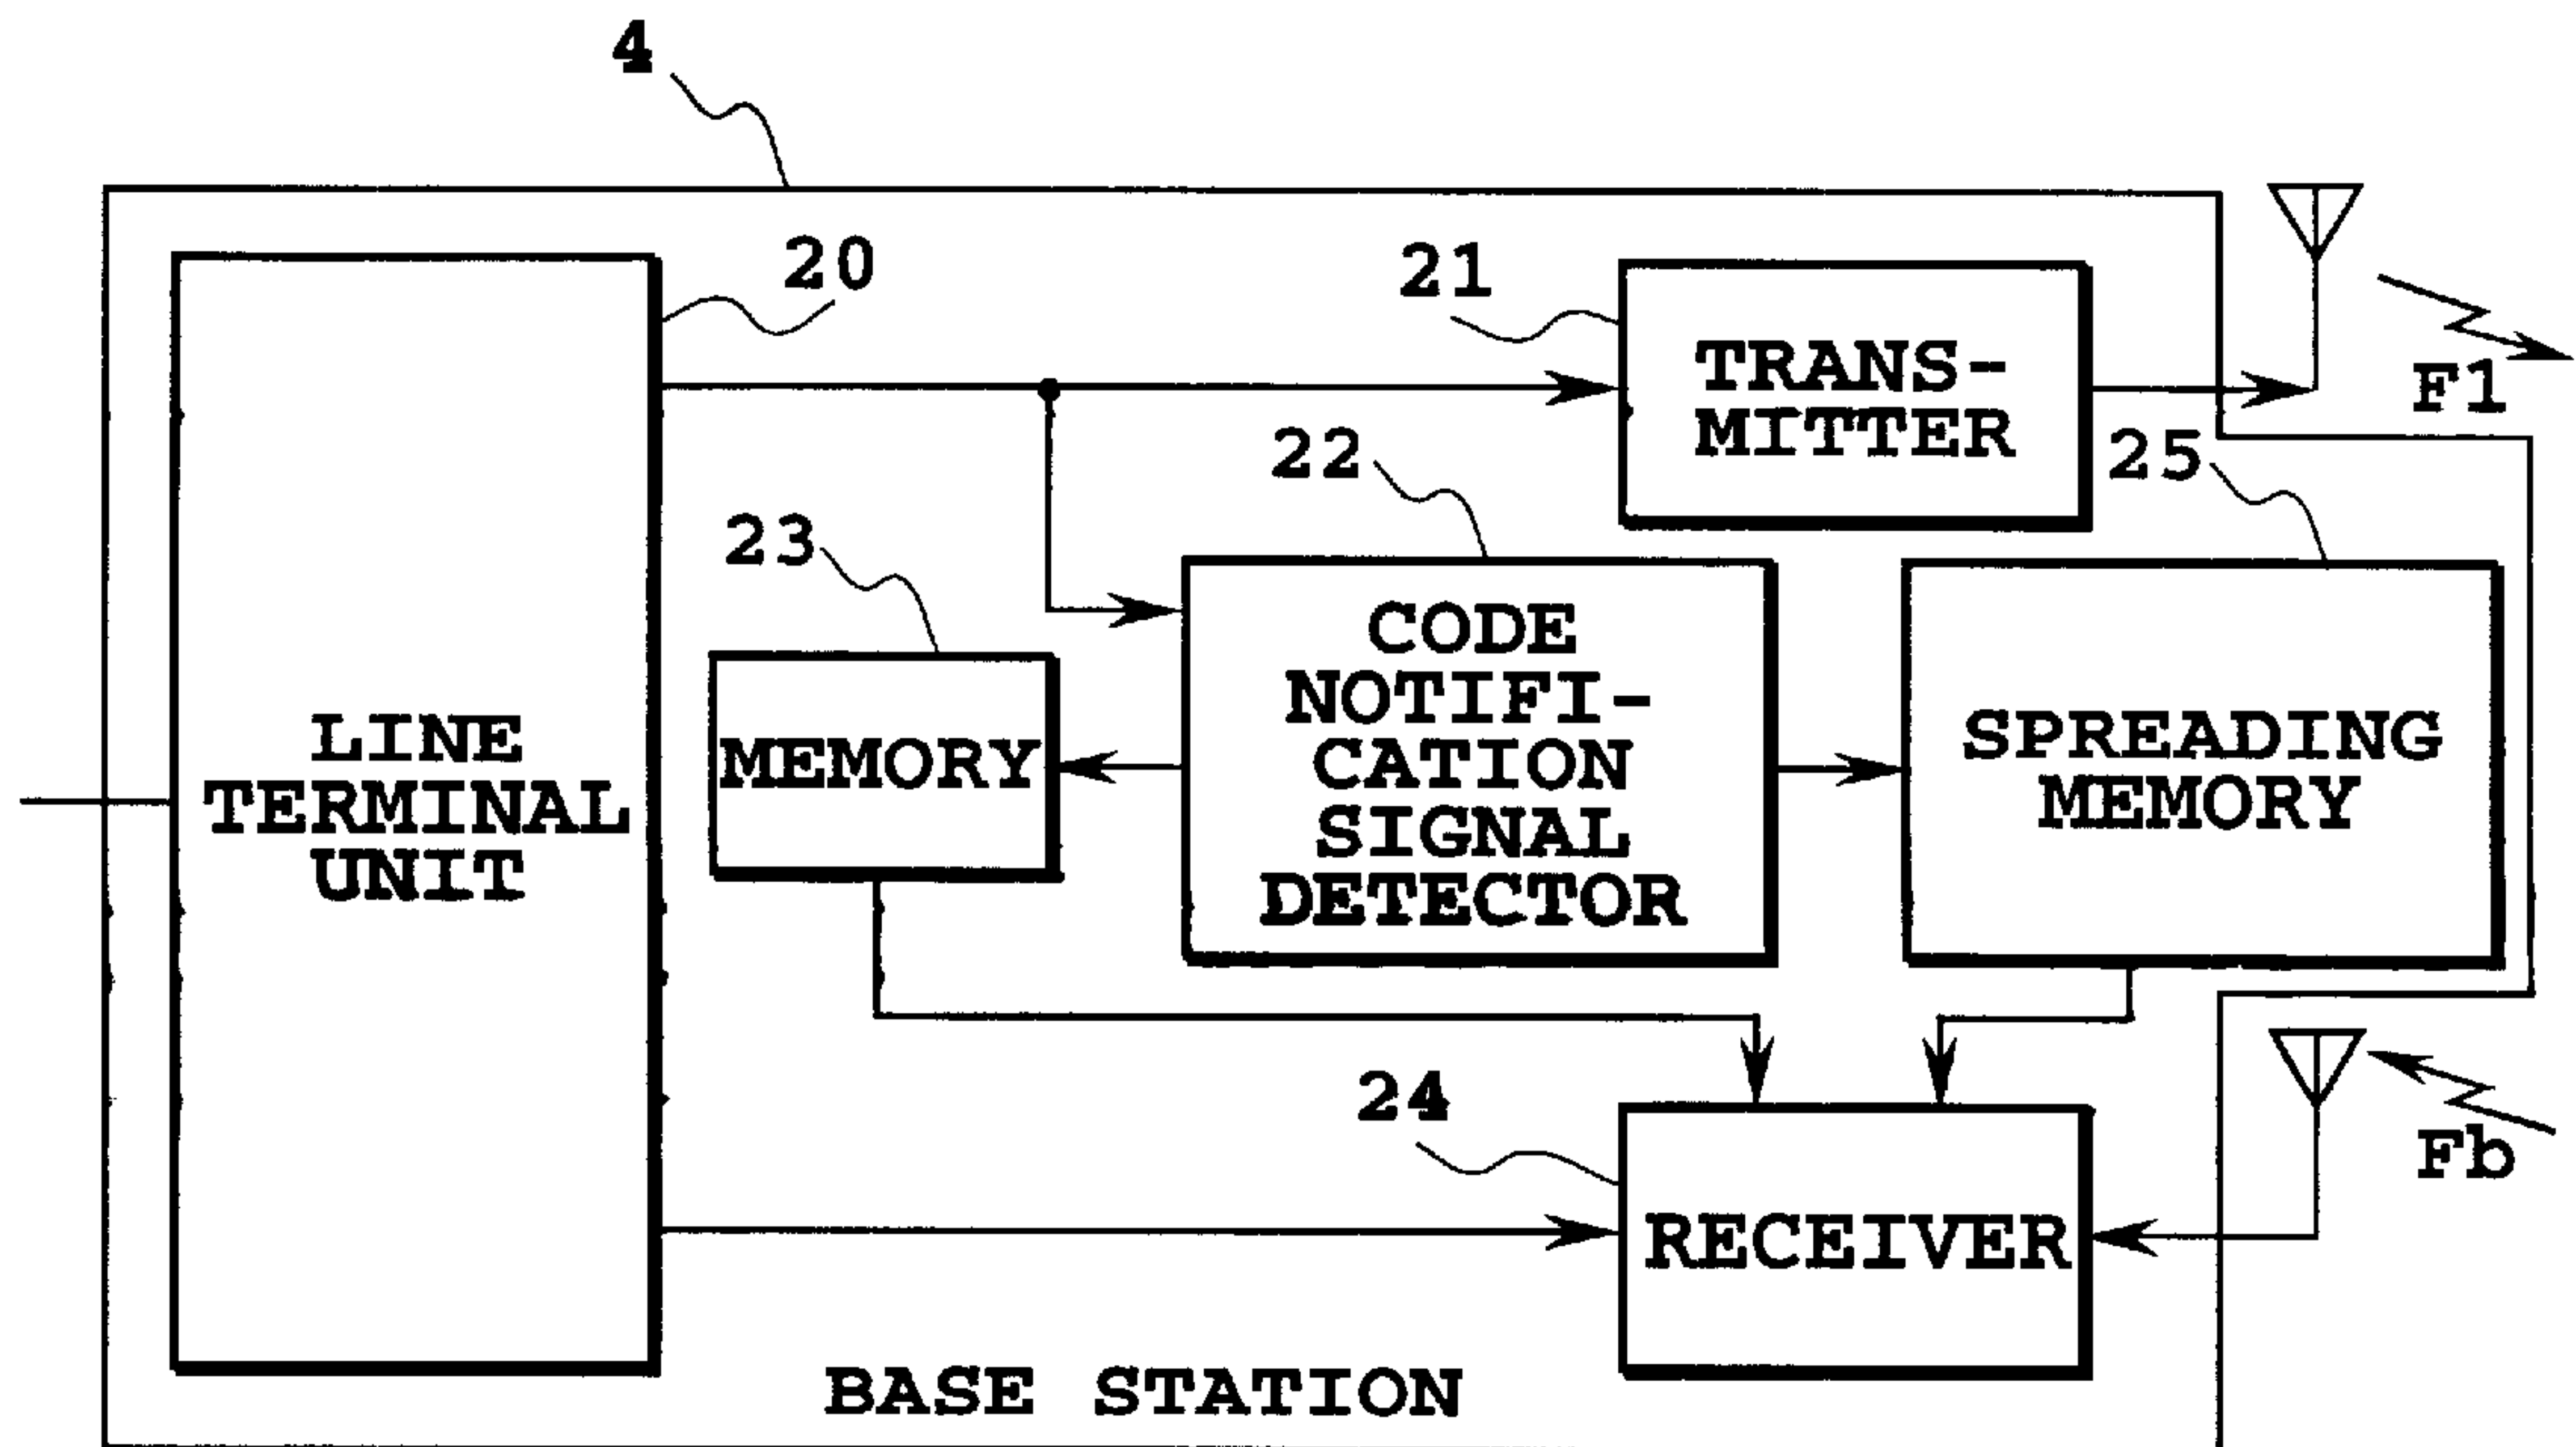 4
20
21
TRANS-
MITTER
F1
22
25
23
CODE
NOTIFI-
CATION
SIGNAL
DETECTOR
MEMORY
SPREADING
MEMORY
LINE
TERMINAL
UNIT
24
RECEIVER
Fb
BASE STATION